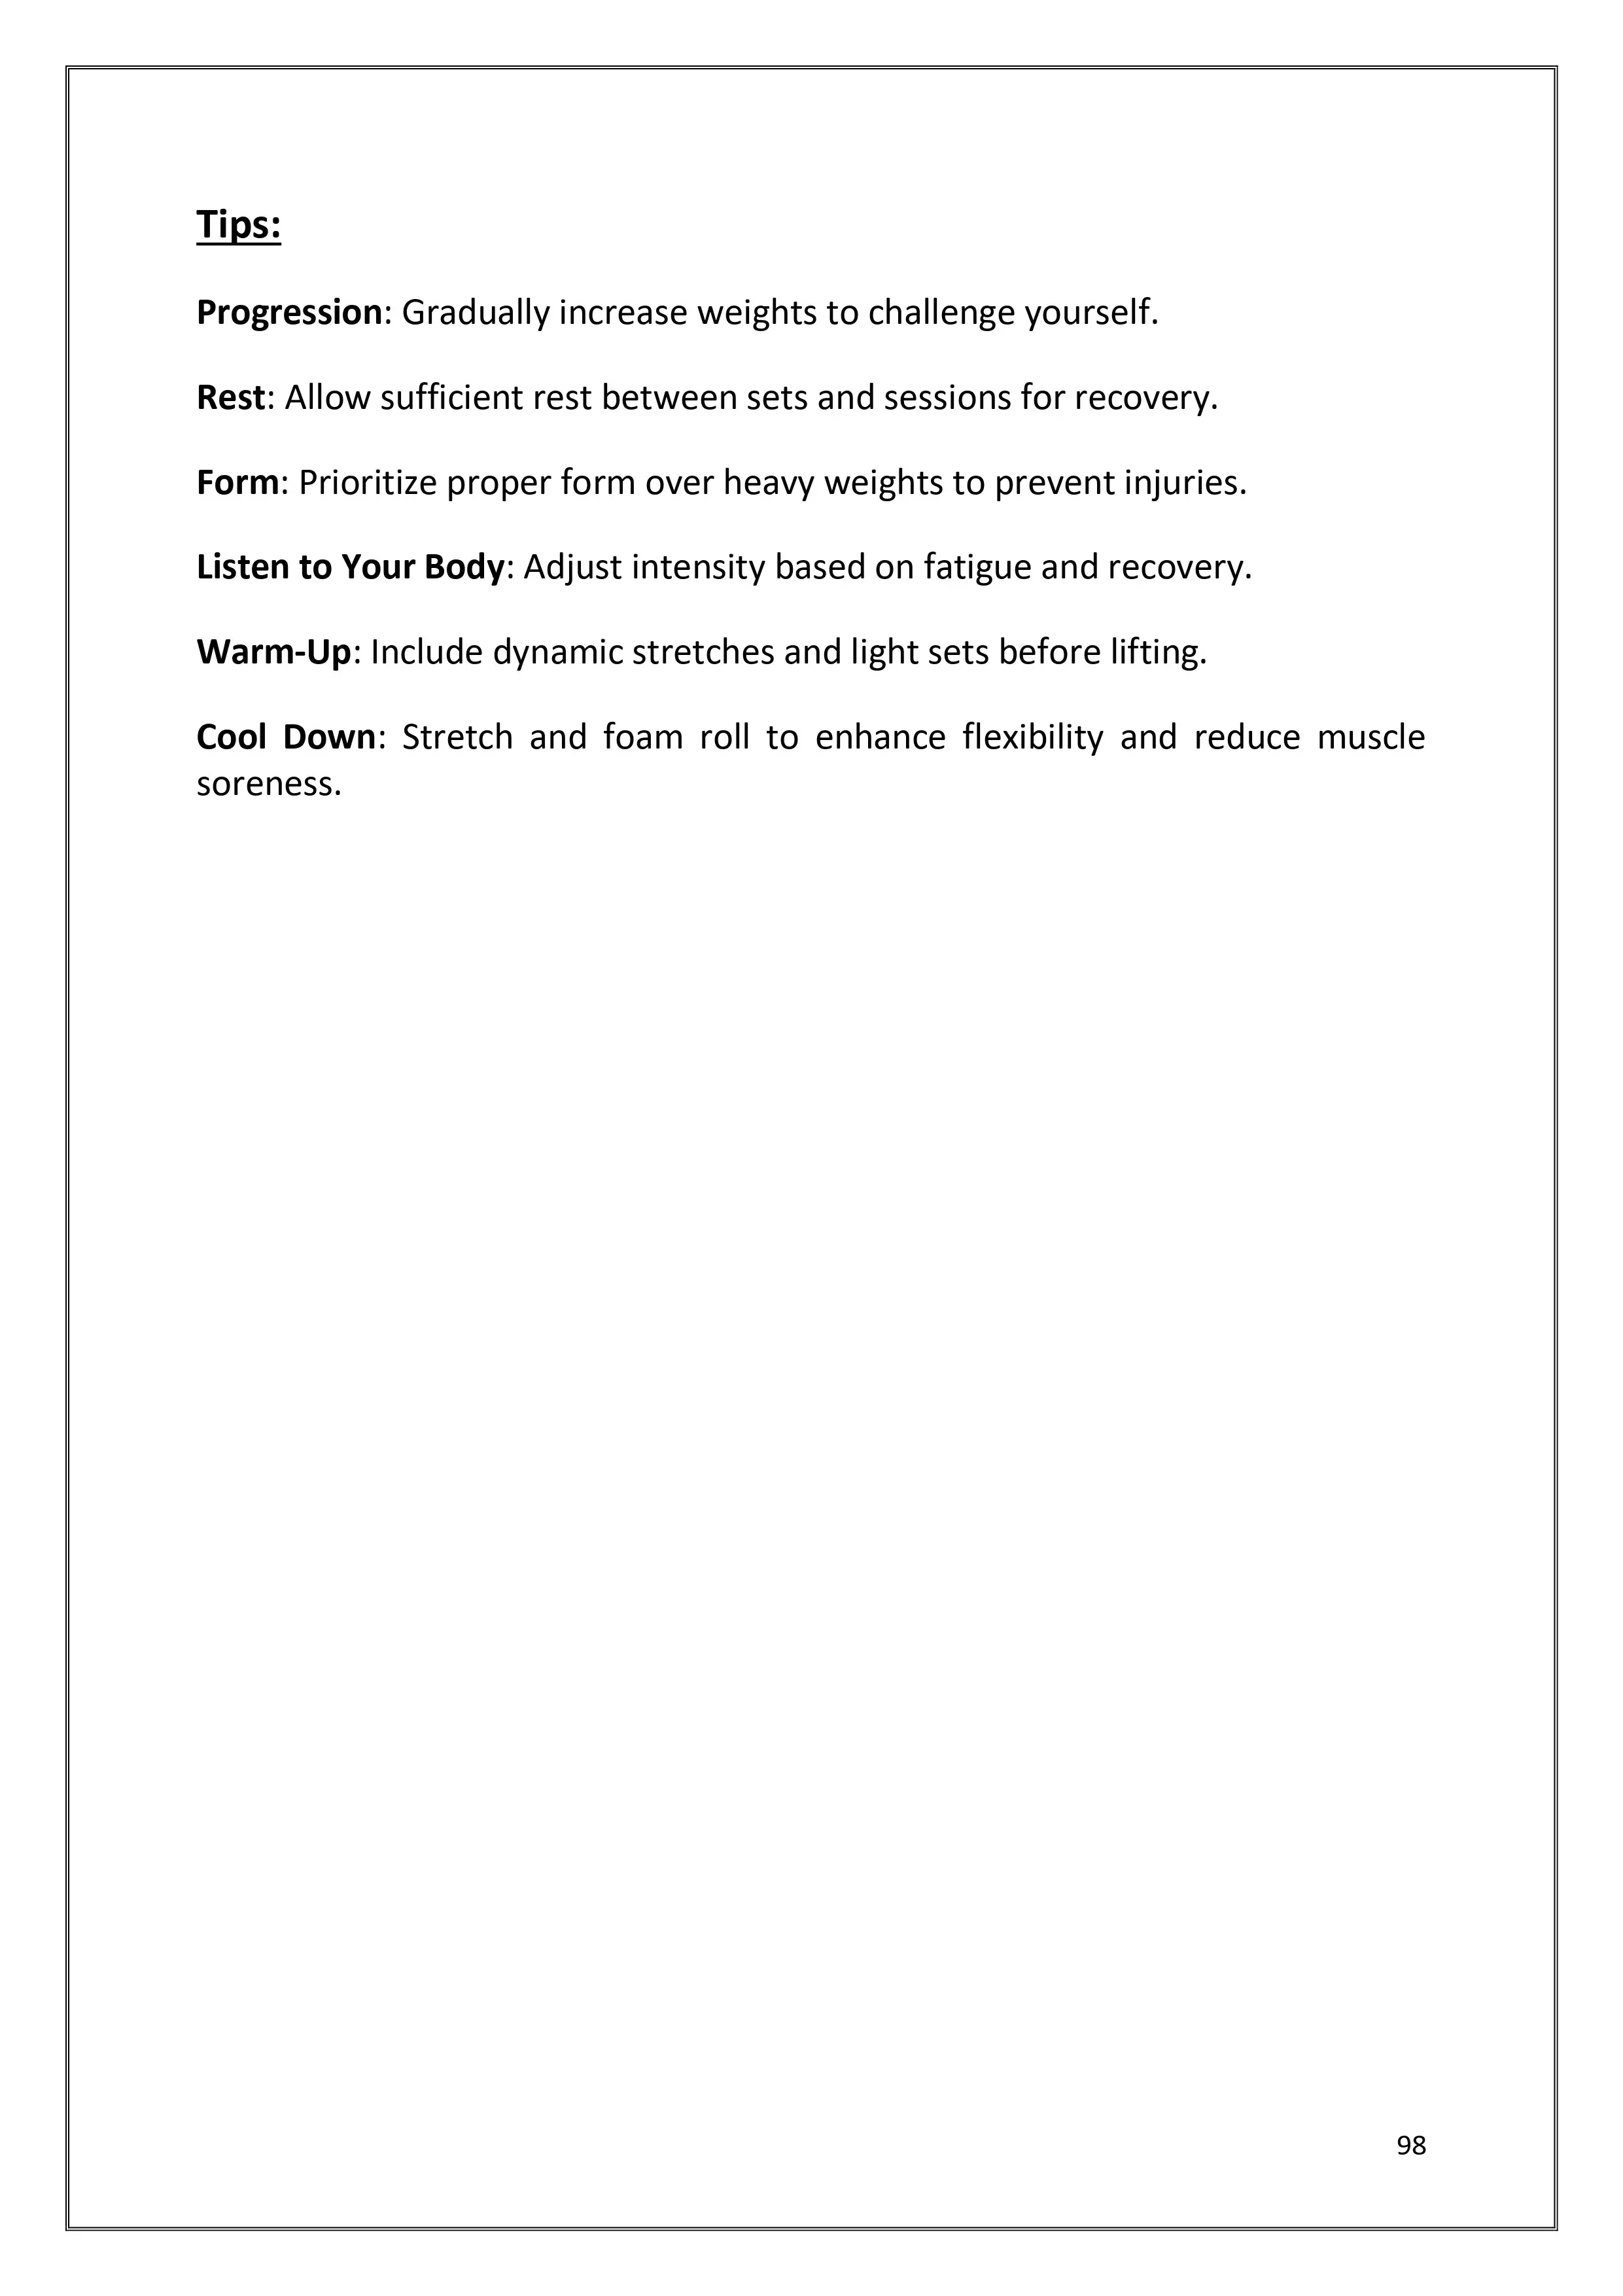 Tips:
Progression: Gradually increase weights to challenge yourself.
Rest: Allow sufficient rest between sets and sessions for recovery.
Form: Prioritize proper form over heavy weights to prevent injuries.
Listen to Your Body: Adjust intensity based on fatigue and recovery.
Warm-Up: Include dynamic stretches and light sets before lifting.
Cool Down: Stretch and foam roll to enhance flexibility and reduce muscle
soreness.
98